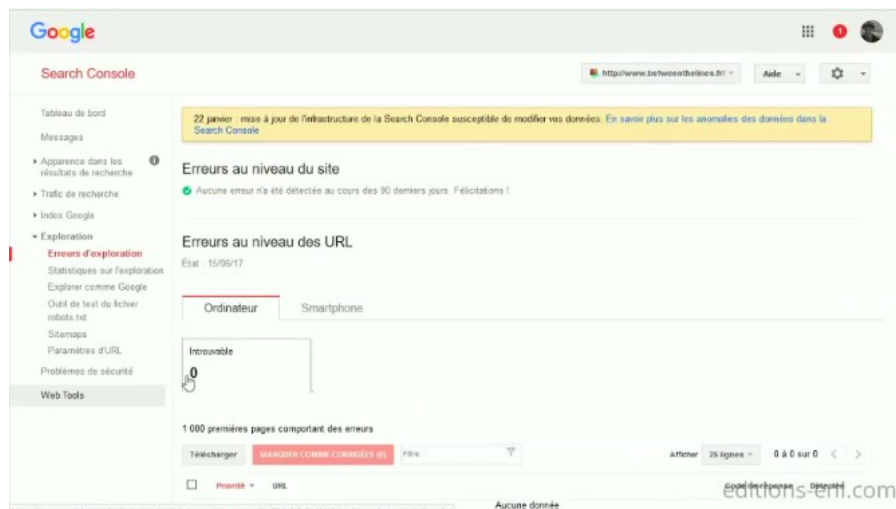 Google
1
Search Console
http://www.betweenthelines.fr/
Aide
Tableau de bord
Messages
Apparence dans les
résultats de recherche
Trafic de recherche
Index Google
Exploration
Erreurs d'exploration
Statistiques sur l'exploration
Explorer comme Google
Outil de test du fichier
robots.txt
Sitemaps
Paramètres d'URL
Problèmes de sécurité
Web Tools
22 janvier : mise à jour de l'infrastructure de la Search Console susceptible de modifier vos données. En savoir plus sur les anomalies des données dans la
Search Console
Erreurs au niveau du site
Aucune erreur n'a été détectée au cours des 90 derniers jours. Félicitations !
Erreurs au niveau des URL
État : 15/06/17
Ordinateur Smartphone
Introuvable
0
1 000 premières pages comportant des erreurs
Télécharger MARQUER COMME CORRIGÉES (0) Filtre Afficher 25 lignes 0 à 0 sur 0
Priorité URL Code de réponse Détectée
editions-eni.com
Aucune donnée